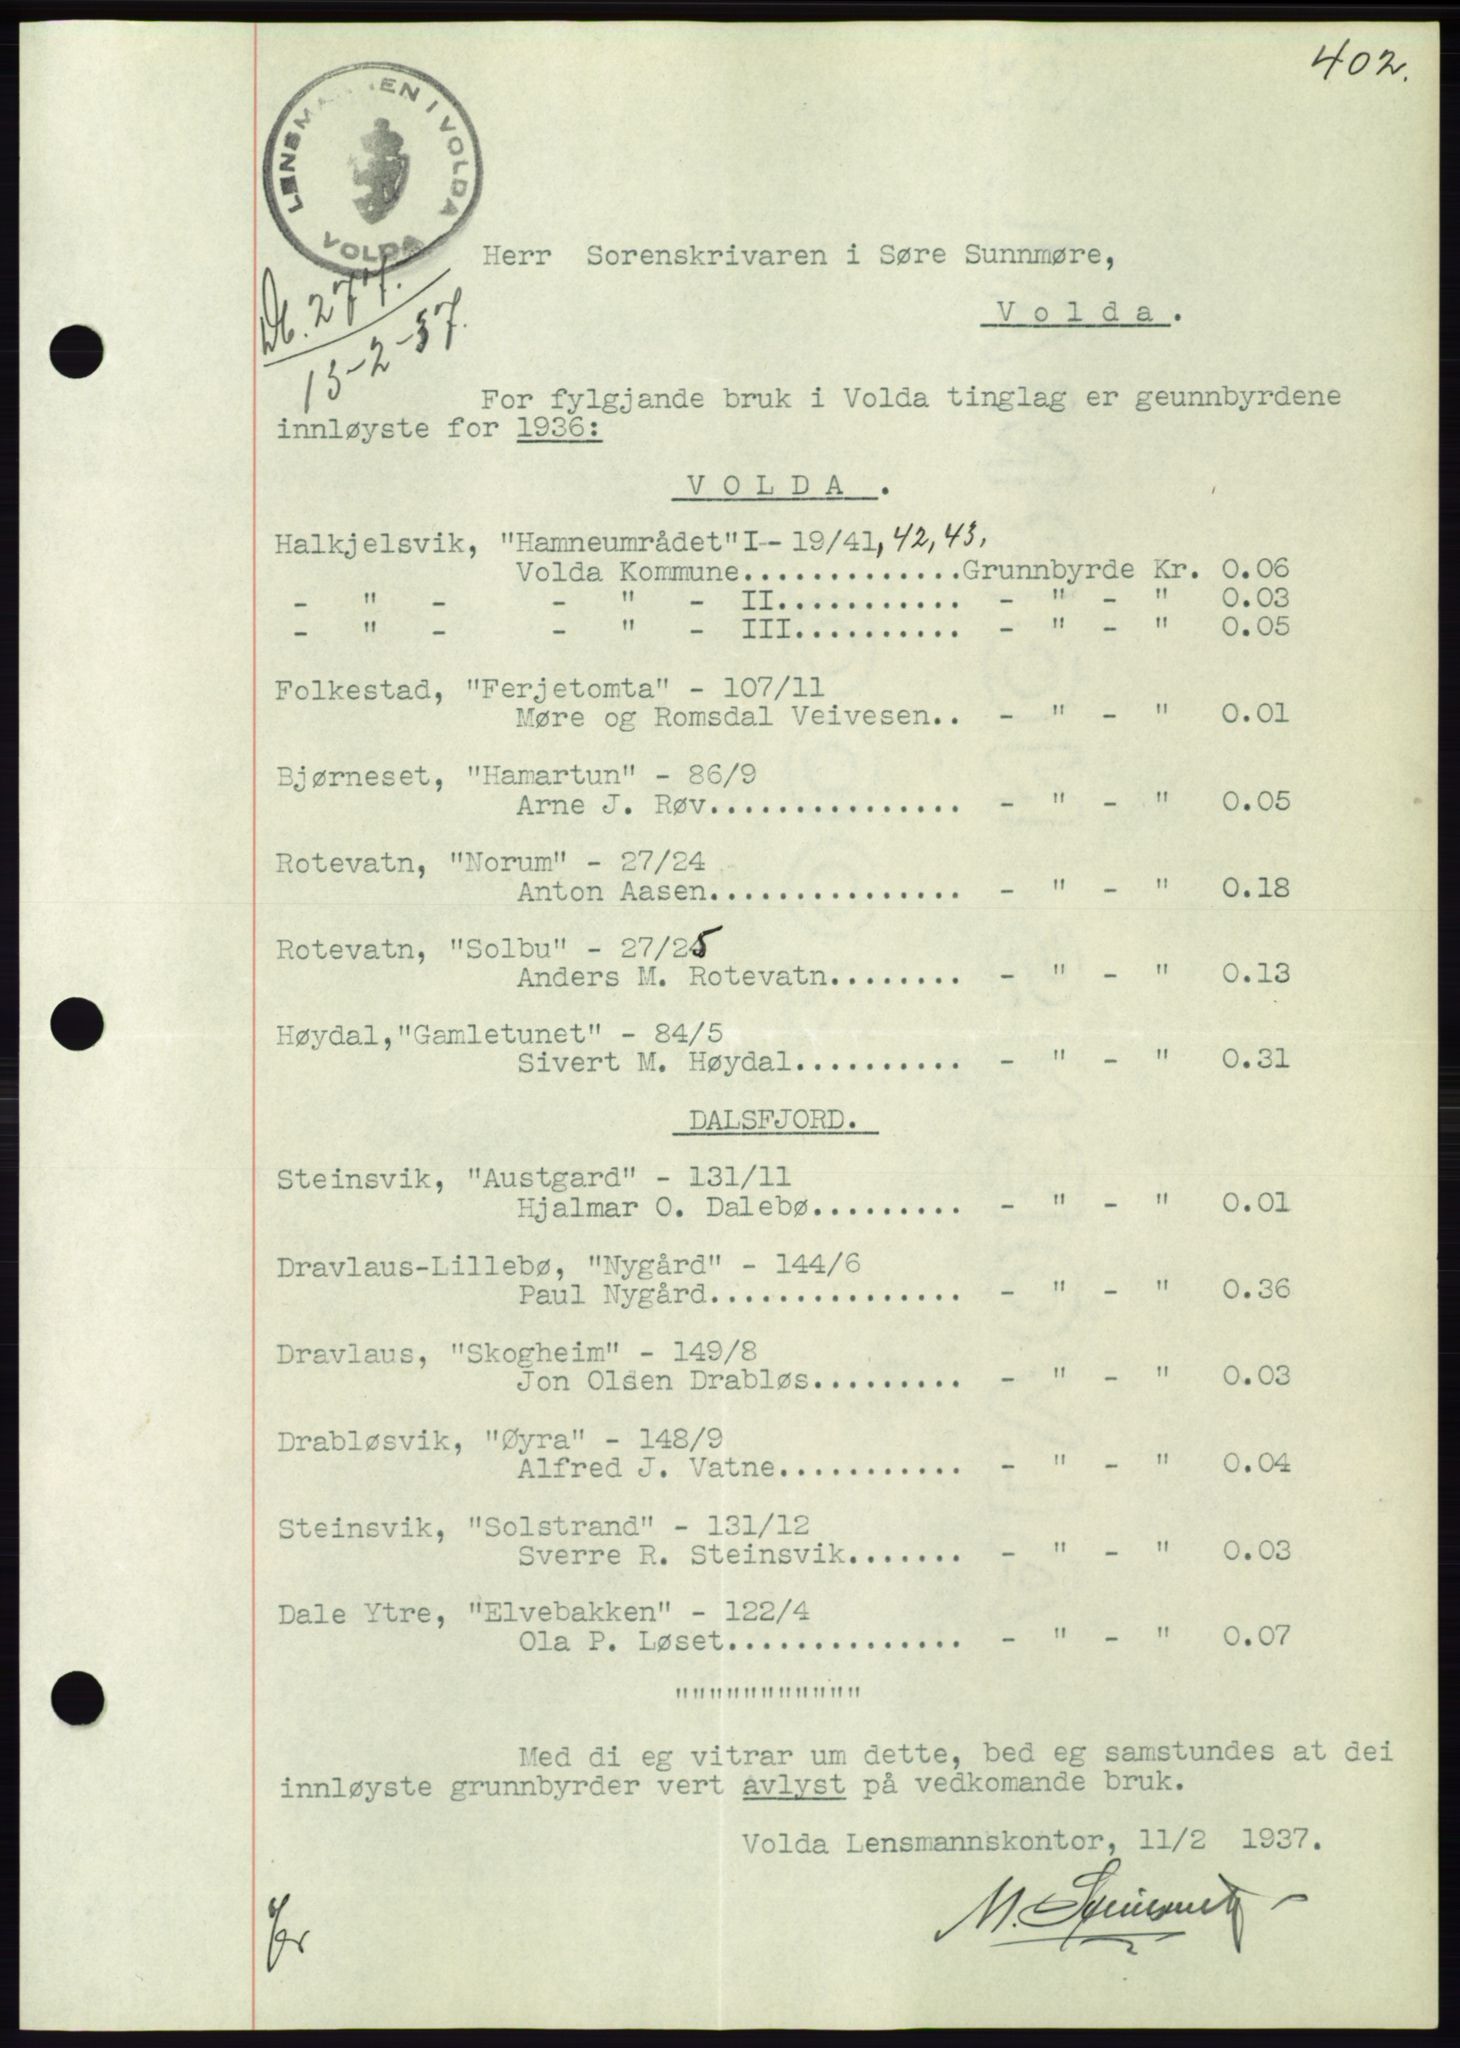 402.
LENSMANNEN I VOLDA
VOLDA
Herr Sorenskrivaren i Søre Sunnmøre,
Volda.
Db. 277.
13-2-37.
For fylgjande bruk i Volda tinglag er geunnbyrdene
innløyste for 1936:
VOLDA.
Halkjelsvik, "Hamneområdet" I - 19/41, 42, 43,
Volda Kommune.............Grunnbyrde Kr. 0.06
- " - - " - II........... - " - " 0.03
- " - - " - III.......... - " - " 0.05
Folkestad, "Ferjetomta" - 107/11
Møre og Romsdal Veivesen.. - " - " 0.01
Bjørneset, "Hamartun" - 86/9
Arne J. Røv............... - " - " 0.05
Rotevatn, "Norum" - 27/24
Anton Aasen............... - " - " 0.18
Rotevatn, "Solbu" - 27/25
Anders M. Rotevatn........ - " - " 0.13
Høydal,"Gamletunet" - 84/5
Sivert M. Høydal.......... - " - " 0.31
DALSFJORD.
Steinsvik, "Austgard" - 131/11
Hjalmar O. Dalebø......... - " - " 0.01
Dravlaus-Lillebø, "Nygård" - 144/6
Paul Nygård............... - " - " 0.36
Dravlaus, "Skogheim" - 149/8
Jon Olsen Drabløs......... - " - " 0.03
Drabløsvik, "Øyra" - 148/9
Alfred J. Vatne........... - " - " 0.04
Steinsvik, "Solstrand" - 131/12
Sverre R. Steinsvik....... - " - " 0.03
Dale Ytre, "Elvebakken" - 122/4
Ola P. Løset.............. - " - " 0.07
"""""""""""
Med di eg vitrar um dette, bed eg samstundes at dei
innløyste grunnbyrder vert avlyst på vedkomande bruk.
Volda Lensmannskontor, 11/2 1937.
M.